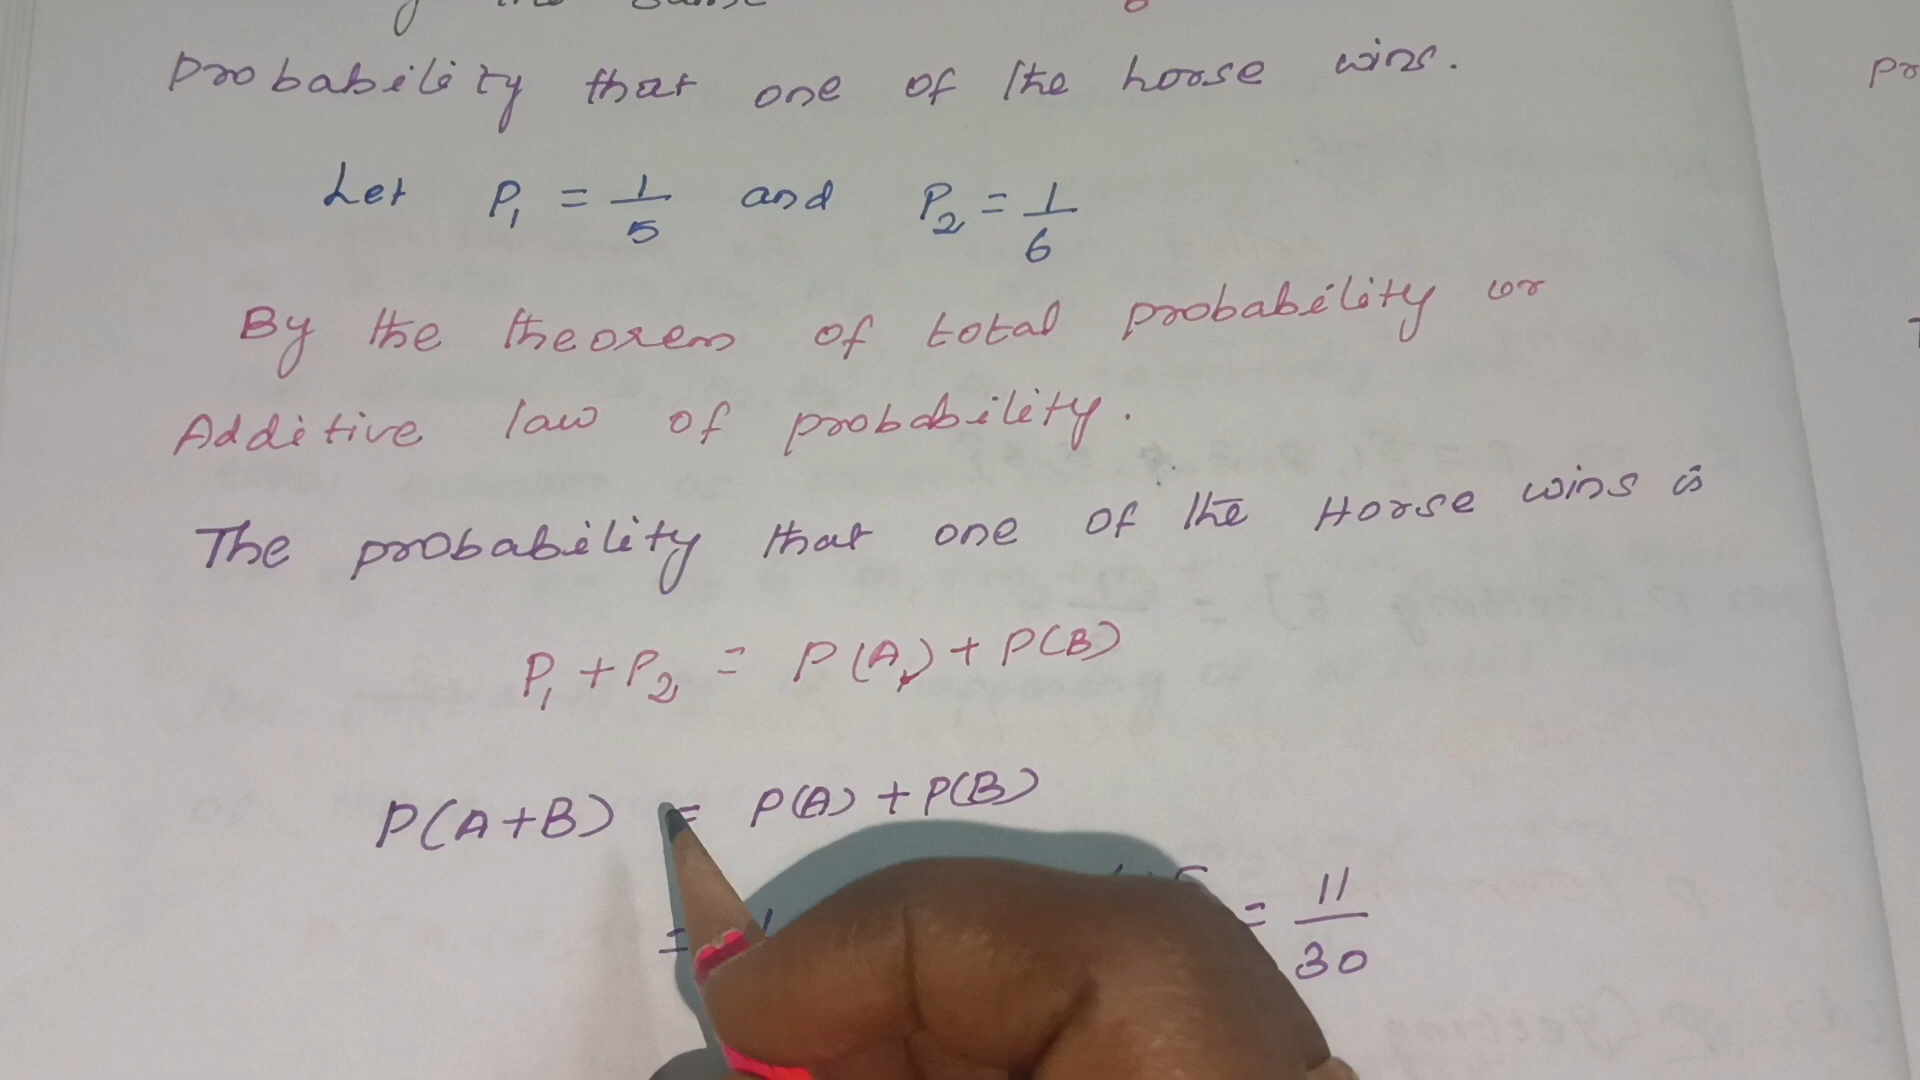 Probability that one of the horse wins.
Let P₁ = 1/5 and P₂ = 1/6
By the theorem of total probability or
Additive law of probability.
The probability that one of the Horse wins is
P₁ + P₂ = P(A) + P(B)
P(A+B) = P(A) + P(B)
= 11/30